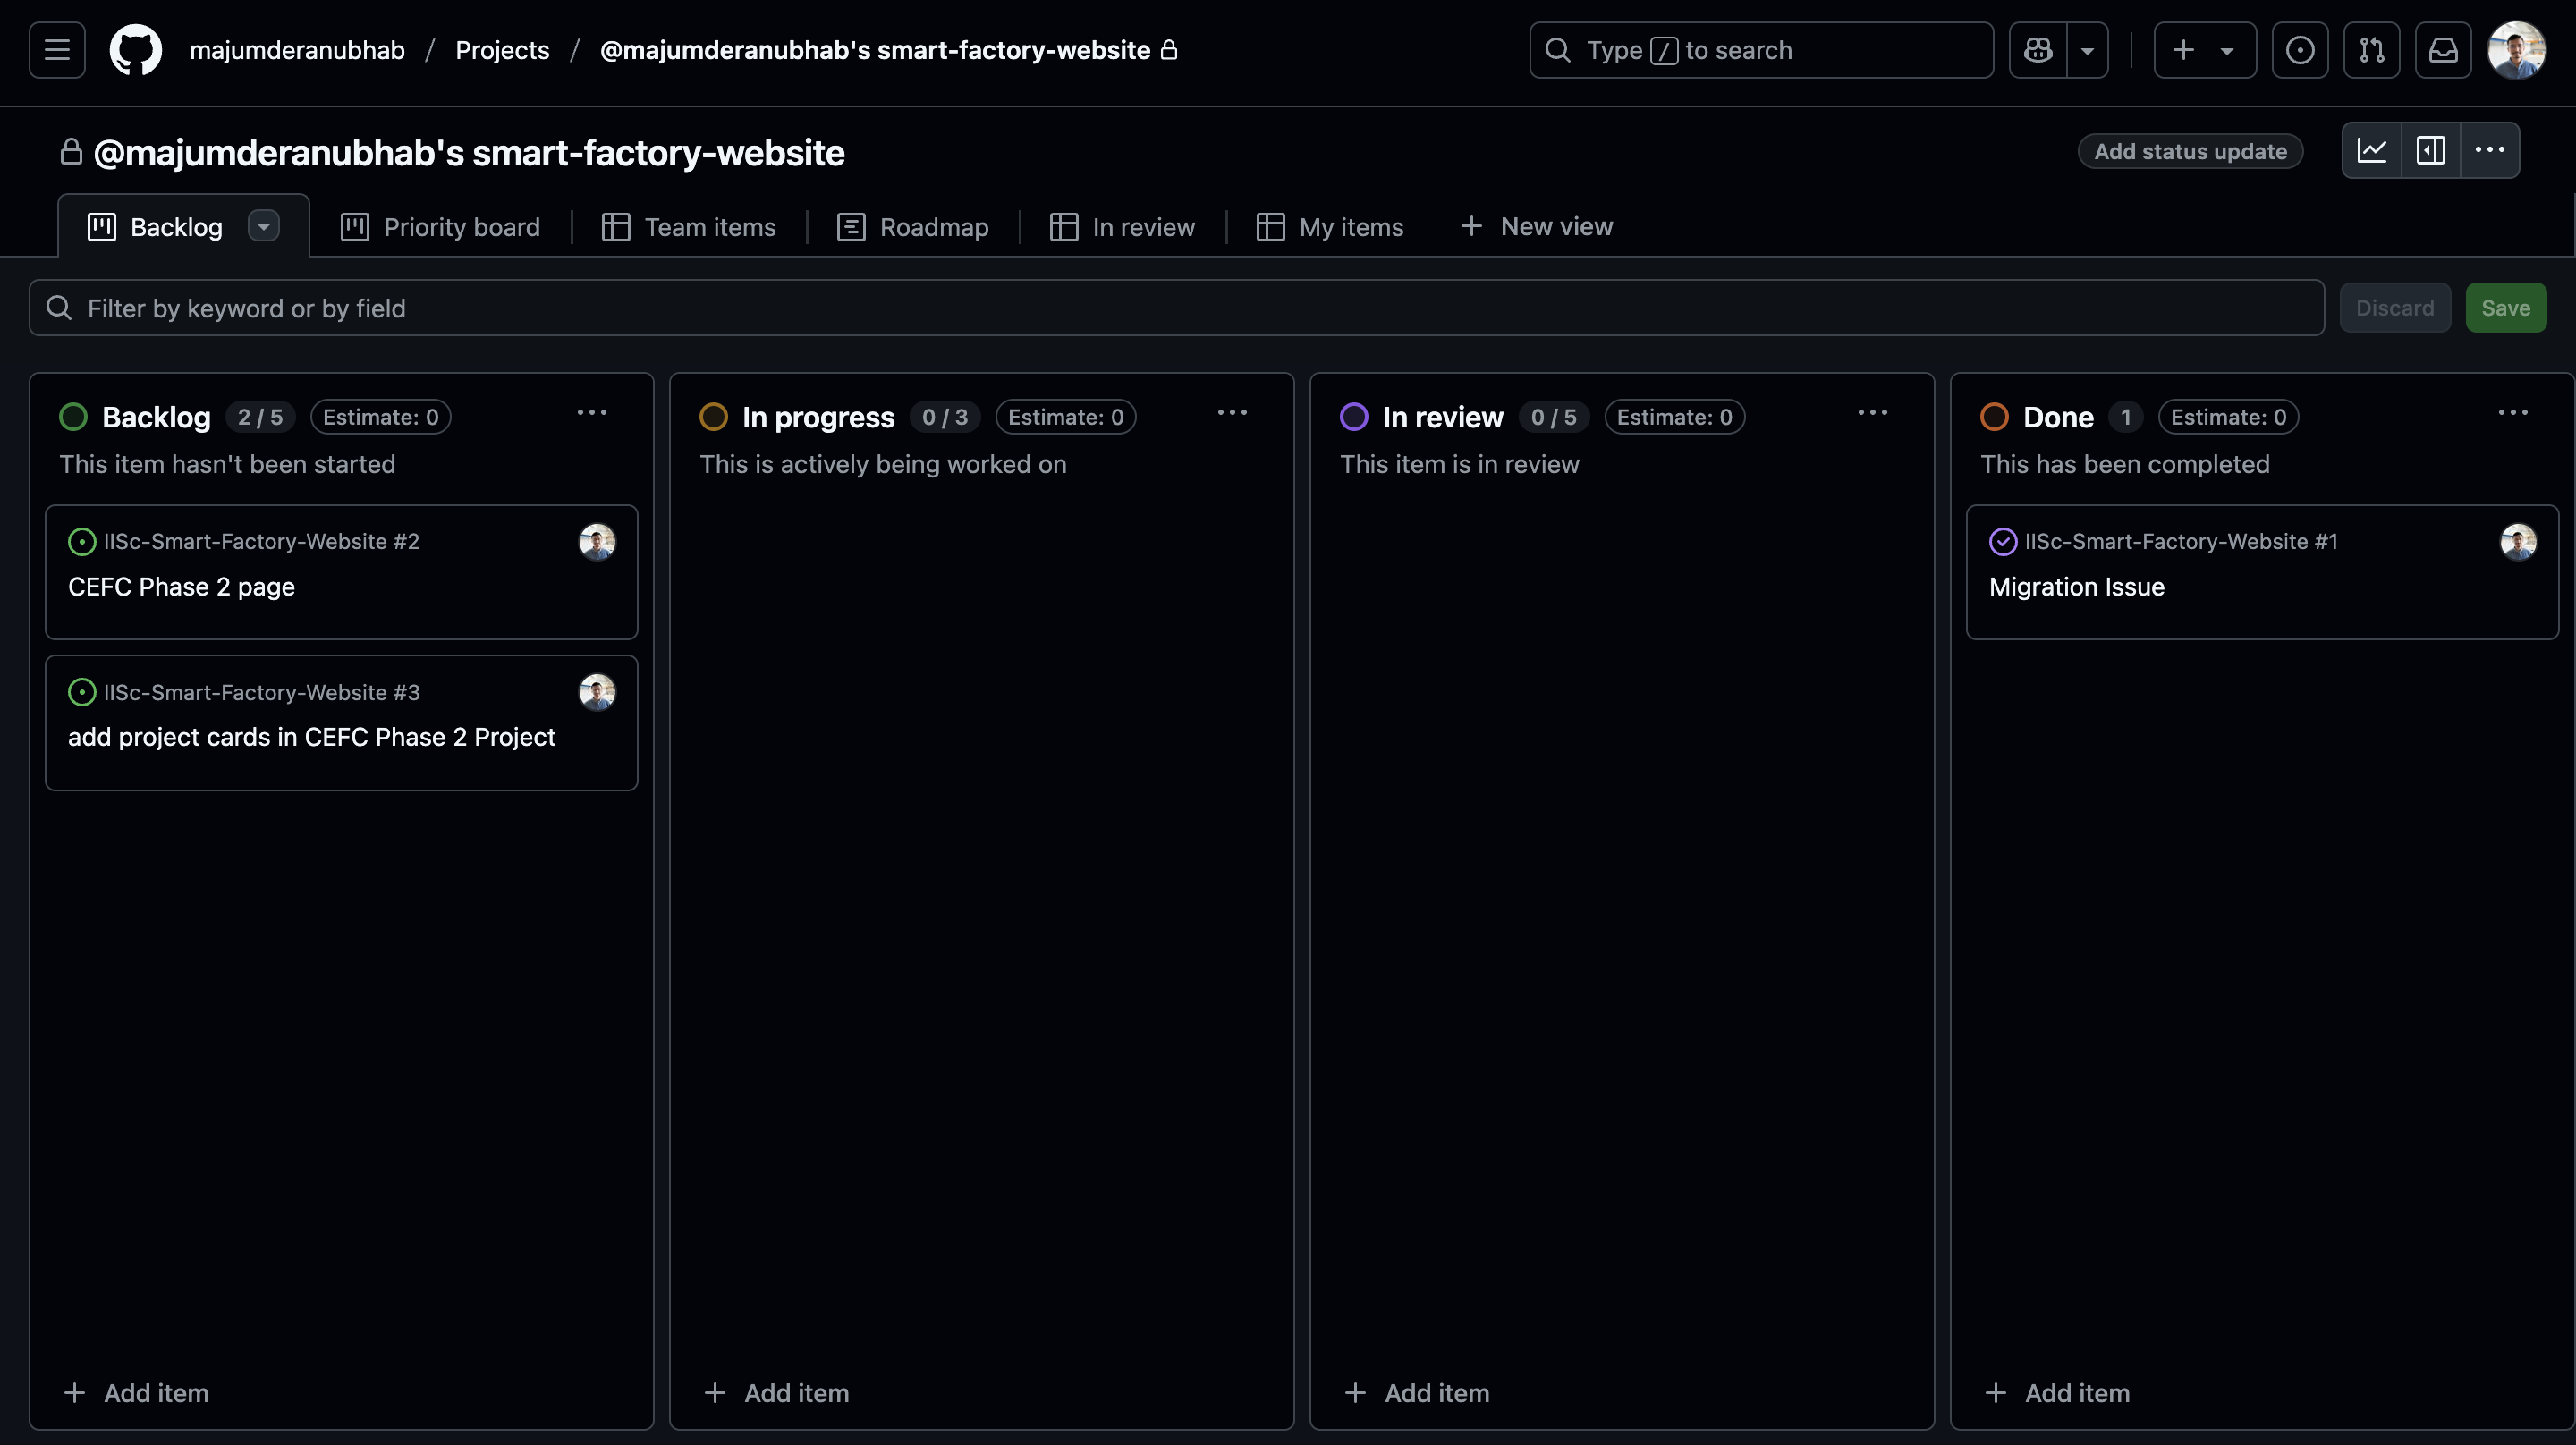 majumderanubhab / Projects / @majumderanubhab's smart-factory-website
Type / to search
@majumderanubhab's smart-factory-website
Add status update
Backlog
Priority board
Team items
Roadmap
In review
My items
New view
Filter by keyword or by field
Discard
Save
Backlog 2 / 5 Estimate: 0
This item hasn't been started
IISc-Smart-Factory-Website #2
CEFC Phase 2 page
IISc-Smart-Factory-Website #3
add project cards in CEFC Phase 2 Project
Add item
In progress 0 / 3 Estimate: 0
This is actively being worked on
Add item
In review 0 / 5 Estimate: 0
This item is in review
Add item
Done 1 Estimate: 0
This has been completed
IISc-Smart-Factory-Website #1
Migration Issue
Add item